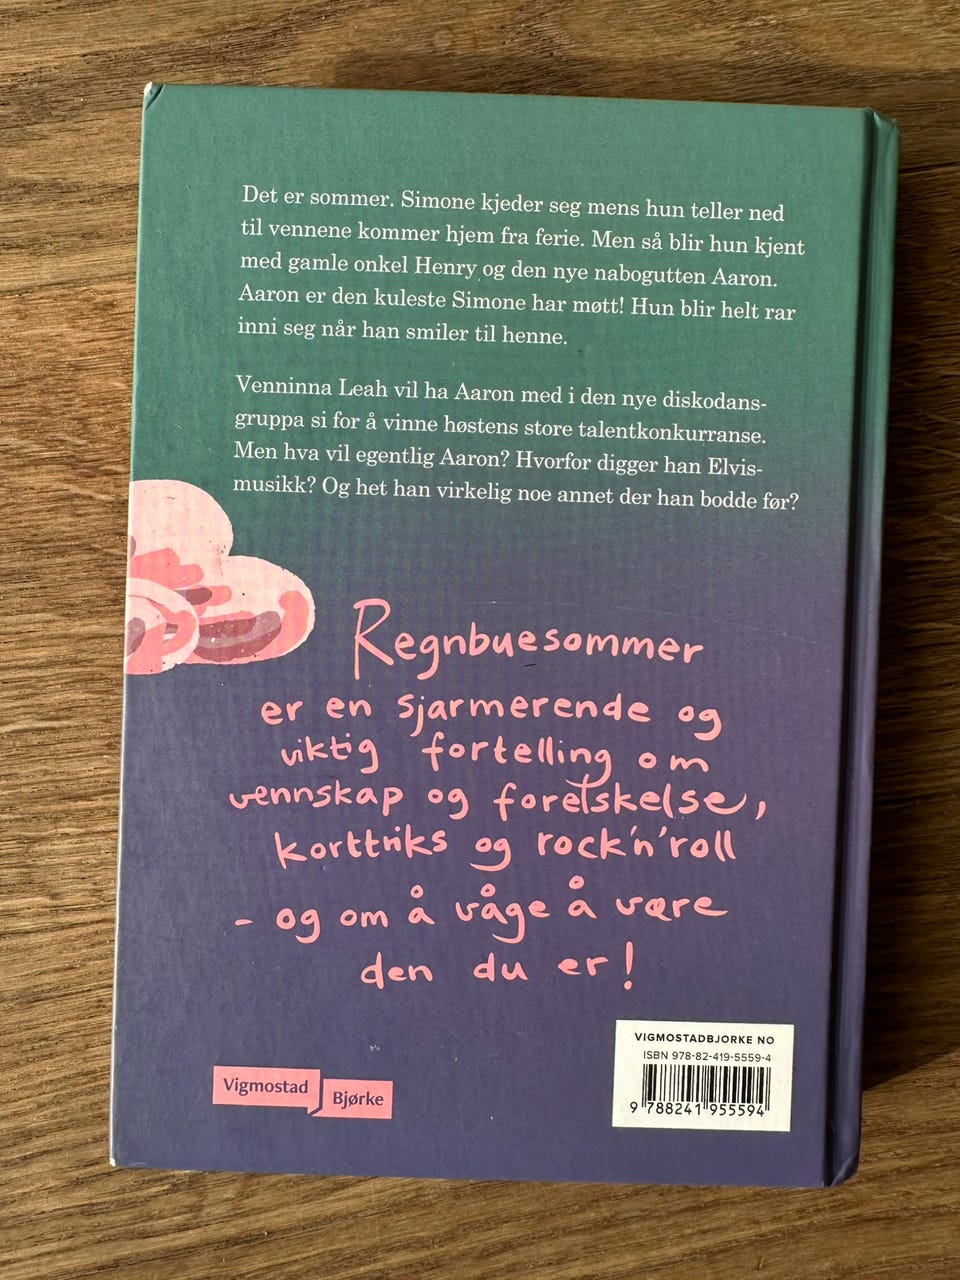 Det er sommer. Simone kjeder seg mens hun teller ned
til vennene kommer hjem fra ferie. Men så blir hun kjent
med gamle onkel Henry og den nye nabogutten Aaron.
Aaron er den kuleste Simone har møtt! Hun blir helt rar
inni seg når han smiler til henne.
Venninna Leah vil ha Aaron med i den nye diskodans-
gruppa si for å vinne høstens store talentkonkurranse.
Men hva vil egentlig Aaron? Hvorfor digger han Elvis-
musikk? Og het han virkelig noe annet der han bodde før?
Regnbuesommer
er en sjarmerende og
viktig fortelling om
vennskap og forelskelse,
korttriks og rock'n'roll
- og om å våge å være
den du er!
VIGMOSTADBJORKE NO
ISBN 978-82-419-5559-4
9 788241 955594
Vigmostad
Bjørke